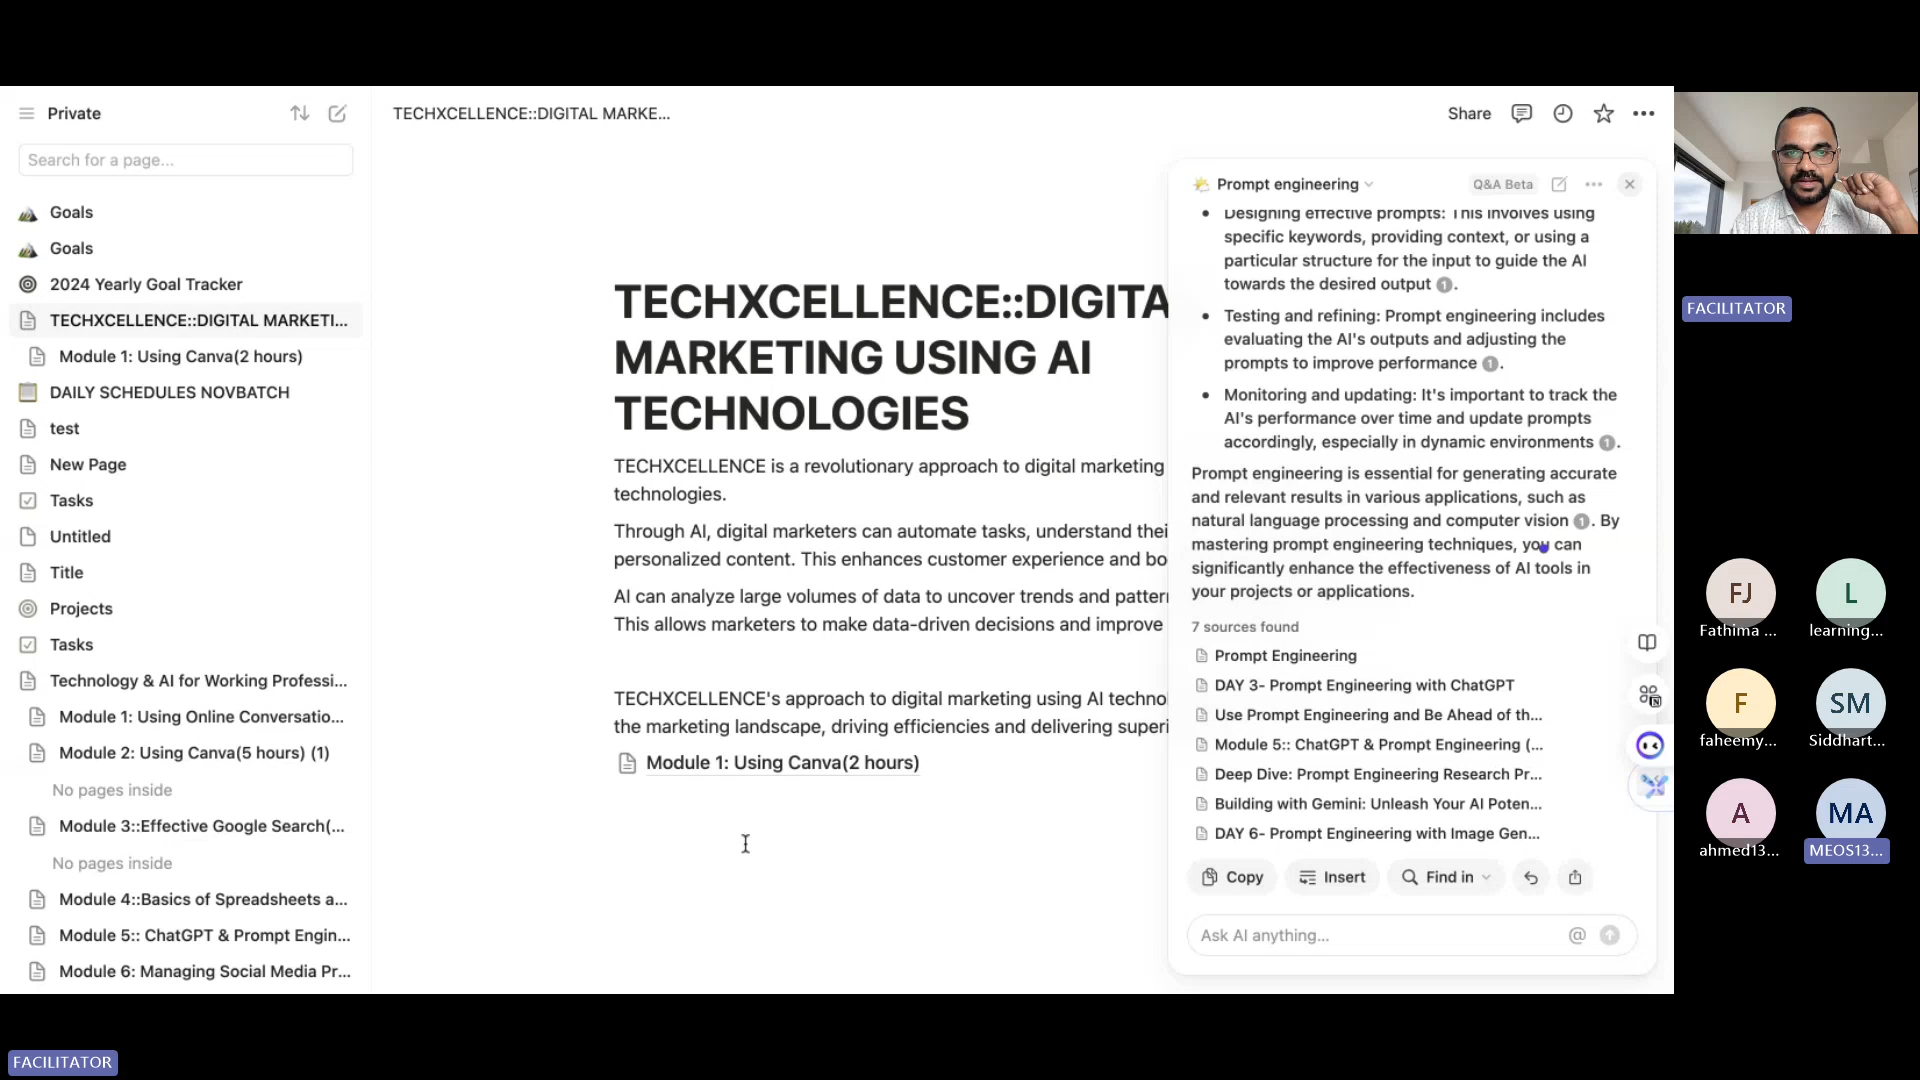 Private
Search for a page...
Goals
Goals
2024 Yearly Goal Tracker
TECHXCELLENCE::DIGITAL MARKETI...
Module 1: Using Canva(2 hours)
DAILY SCHEDULES NOVBATCH
test
New Page
Tasks
Untitled
Title
Projects
Tasks
Technology & AI for Working Professi...
Module 1: Using Online Conversatio...
Module 2: Using Canva(5 hours) (1)
No pages inside
Module 3::Effective Google Search(...
No pages inside
Module 4::Basics of Spreadsheets a...
Module 5:: ChatGPT & Prompt Engin...
Module 6: Managing Social Media Pr...
TECHXCELLENCE::DIGITAL MARKE...
Share
TECHXCELLENCE::DIGITA
MARKETING USING AI
TECHNOLOGIES
TECHXCELLENCE is a revolutionary approach to digital marketing
technologies.
Through AI, digital marketers can automate tasks, understand thei
personalized content. This enhances customer experience and bo
AI can analyze large volumes of data to uncover trends and patter
This allows marketers to make data-driven decisions and improve
TECHXCELLENCE's approach to digital marketing using AI techno
the marketing landscape, driving efficiencies and delivering superi
Module 1: Using Canva(2 hours)
Prompt engineering
Q&A Beta
• Designing effective prompts: This involves using
specific keywords, providing context, or using a
particular structure for the input to guide the AI
towards the desired output 1.
• Testing and refining: Prompt engineering includes
evaluating the AI's outputs and adjusting the
prompts to improve performance 1.
• Monitoring and updating: It's important to track the
AI's performance over time and update prompts
accordingly, especially in dynamic environments 1.
Prompt engineering is essential for generating accurate
and relevant results in various applications, such as
natural language processing and computer vision 1. By
mastering prompt engineering techniques, you can
significantly enhance the effectiveness of AI tools in
your projects or applications.
7 sources found
Prompt Engineering
DAY 3- Prompt Engineering with ChatGPT
Use Prompt Engineering and Be Ahead of th...
Module 5:: ChatGPT & Prompt Engineering (...
Deep Dive: Prompt Engineering Research Pr...
Building with Gemini: Unleash Your AI Poten...
DAY 6- Prompt Engineering with Image Gen...
Copy
Insert
Find in
Ask AI anything...
@
FACILITATOR
FJ
Fathima ...
L
learning...
F
faheemy...
SM
Siddhart...
A
ahmed13...
MA
MEOS13...
FACILITATOR